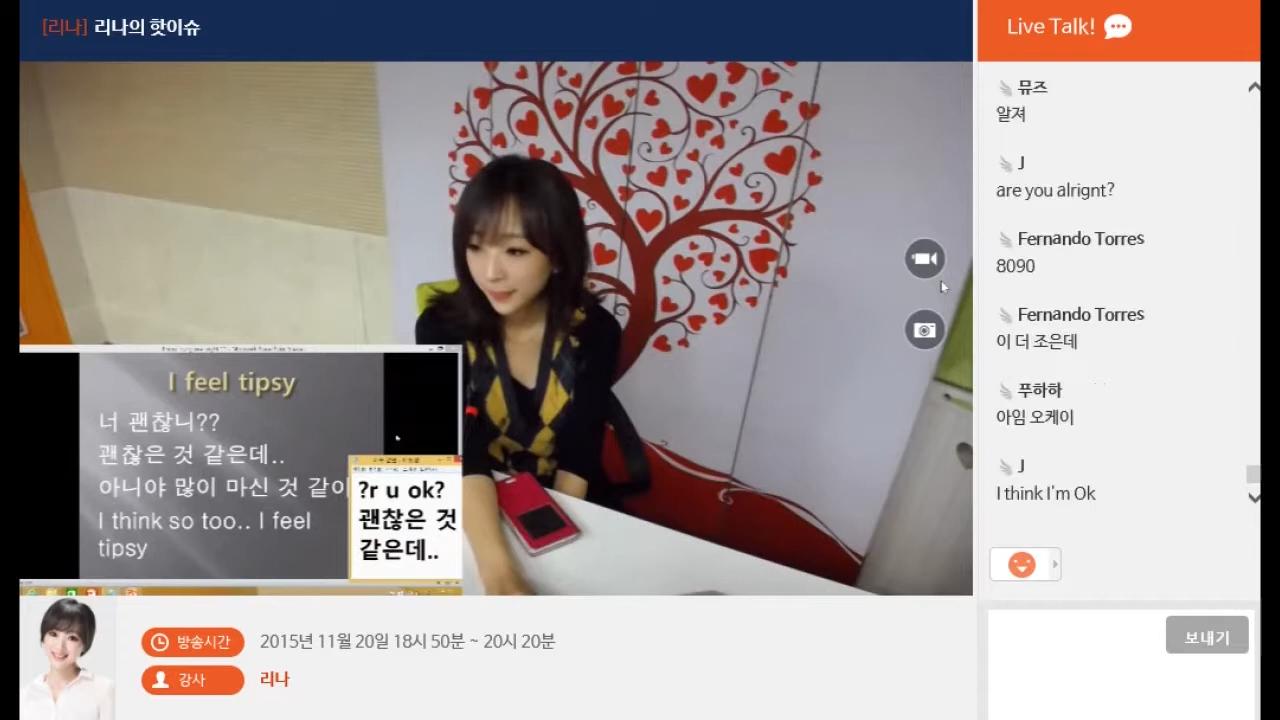 [리나] 리나의 핫이슈
Live Talk!
뮤즈
알져
J
are you alrignt?
Fernando Torres
8090
Fernando Torres
이 더 조은데
푸하하
아임 오케이
J
I think I'm Ok
I feel tipsy
너 괜찮니??
괜찮은 것 같은데..
아니야 많이 마신 것 같이
I think so too.. I feel
tipsy
?r u ok?
괜찮은 것
같은데..
방송시간 2015년 11월 20일 18시 50분 ~ 20시 20분
강사 리나
보내기